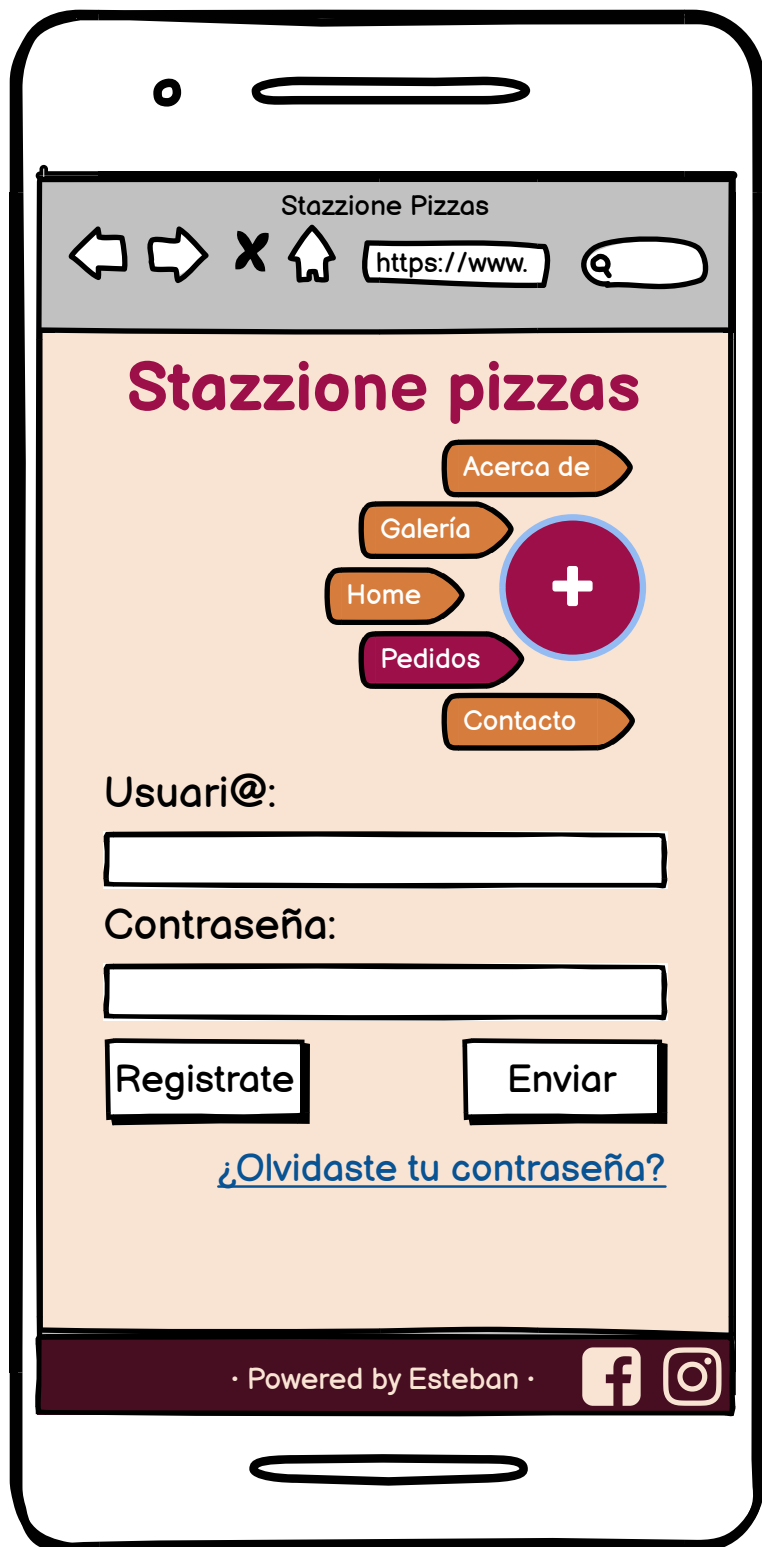 Stazzione Pizzas
https://www.
Stazzione pizzas
Acerca de
Galería
Home
Pedidos
Contacto
Usuari@:
Contraseña:
Registrate
Enviar
¿Olvidaste tu contraseña?
· Powered by Esteban ·